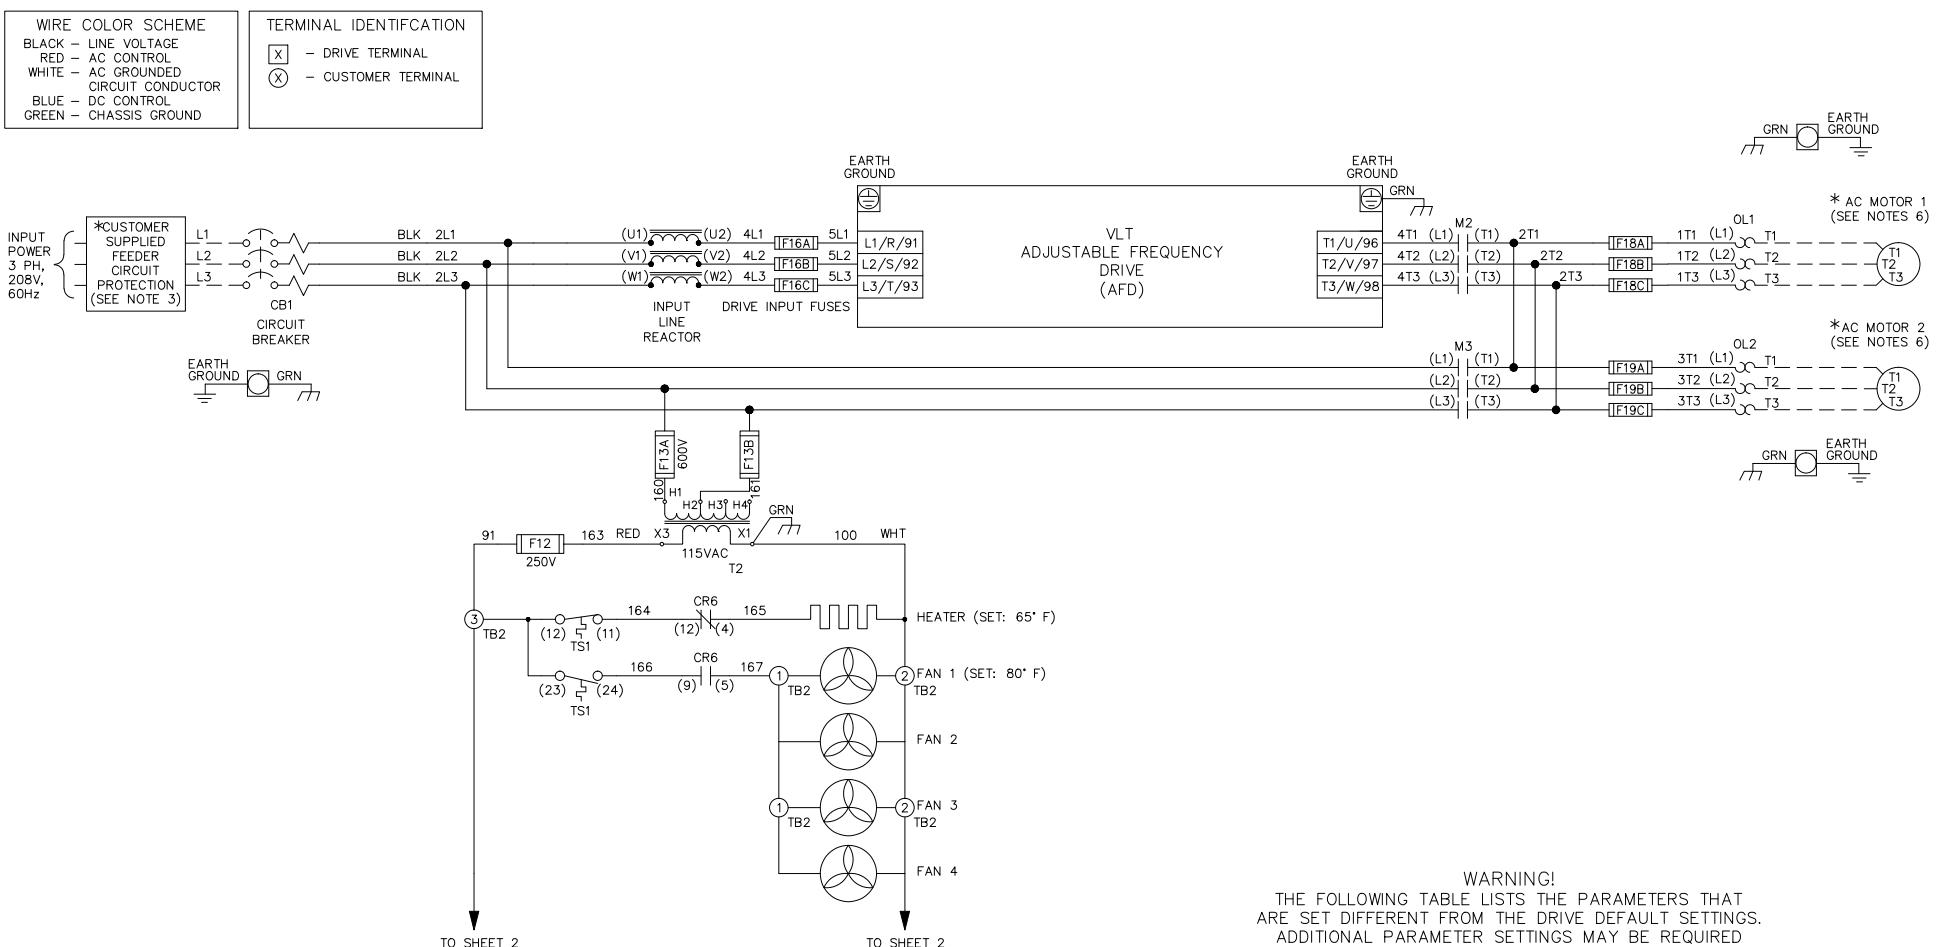 WIRE COLOR SCHEME
BLACK – LINE VOLTAGE
RED – AC CONTROL
WHITE – AC GROUNDED
CIRCUIT CONDUCTOR
BLUE – DC CONTROL
GREEN – CHASSIS GROUND
TERMINAL IDENTIFCATION
X – DRIVE TERMINAL
X – CUSTOMER TERMINAL
GRN
EARTH
GROUND
INPUT
POWER
3 PH,
208V,
60Hz
*CUSTOMER
SUPPLIED
FEEDER
CIRCUIT
PROTECTION
(SEE NOTE 3)
L1
L2
L3
CB1
CIRCUIT
BREAKER
EARTH
GROUND
GRN
BLK 2L1
BLK 2L2
BLK 2L3
(U1) (U2) 4L1 F16A 5L1
(V1) (V2) 4L2 F16B 5L2
(W1) (W2) 4L3 F16C 5L3
INPUT
LINE
REACTOR
DRIVE INPUT FUSES
EARTH
GROUND
L1/R/91
L2/S/92
L3/T/93
VLT
ADJUSTABLE FREQUENCY
DRIVE
(AFD)
EARTH
GROUND
GRN
T1/U/96
T2/V/97
T3/W/98
M2
4T1 (L1) (T1) 2T1 F18A 1T1 (L1) T1
4T2 (L2) (T2) 2T2 F18B 1T2 (L2) T2
4T3 (L3) (T3) 2T3 F18C 1T3 (L3) T3
OL1
* AC MOTOR 1
(SEE NOTES 6)
T1
T2
T3
M3
(L1) (T1) F19A 3T1 (L1) T1
(L2) (T2) F19B 3T2 (L2) T2
(L3) (T3) F19C 3T3 (L3) T3
OL2
*AC MOTOR 2
(SEE NOTES 6)
T1
T2
T3
GRN
EARTH
GROUND
F13A
600V
F13B
160
161
H1
H2 H3 H4
GRN
91 F12 163 RED X3 X1 100 WHT
250V
115VAC
T2
3
TB2
(12) (11)
TS1
164
CR6
(12) (4)
165
HEATER (SET: 65° F)
(23) (24)
TS1
166
CR6
(9) (5)
167
1
TB2
2
TB2
FAN 1 (SET: 80° F)
FAN 2
1
TB2
2
TB2
FAN 3
FAN 4
TO SHEET 2
TO SHEET 2
WARNING!
THE FOLLOWING TABLE LISTS THE PARAMETERS THAT
ARE SET DIFFERENT FROM THE DRIVE DEFAULT SETTINGS.
ADDITIONAL PARAMETER SETTINGS MAY BE REQUIRED